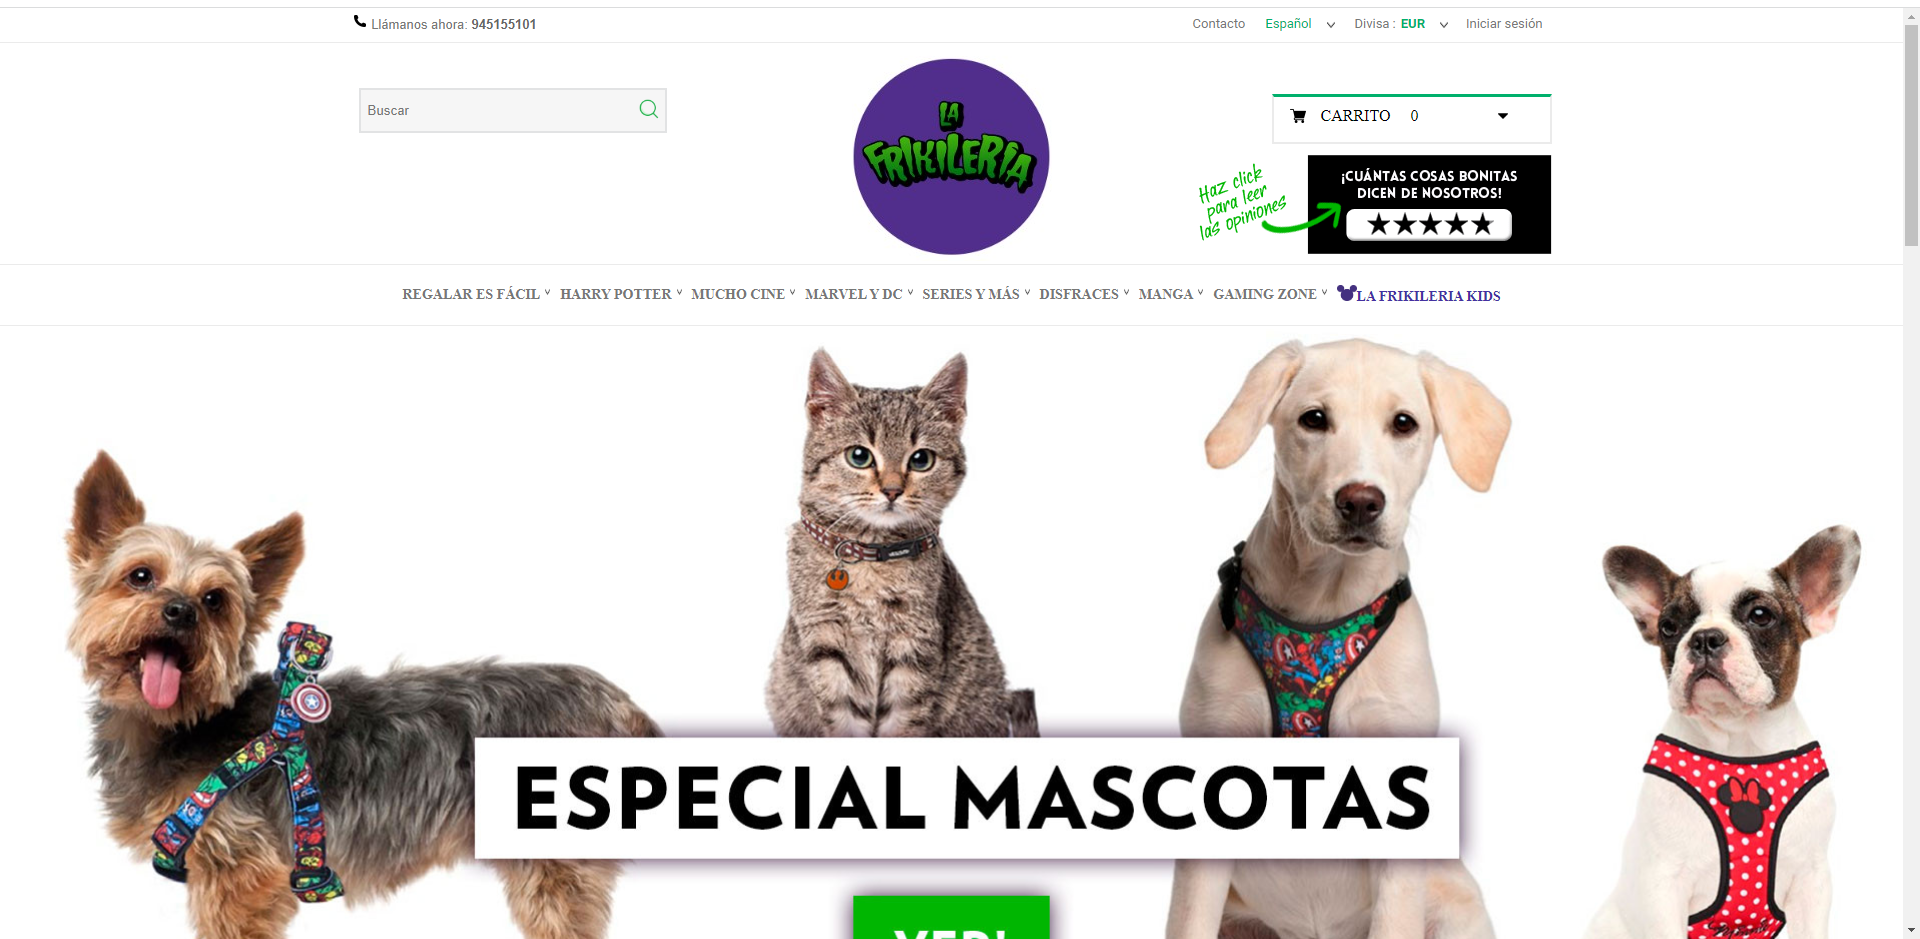 Llámanos ahora: 945155101
Contacto
Español
Divisa : EUR
Iniciar sesión
Buscar
LA
FRIKILERÍA
CARRITO 0
Haz click
para leer
las opiniones
¡CUÁNTAS COSAS BONITAS
DICEN DE NOSOTROS!
REGALAR ES FÁCIL
HARRY POTTER
MUCHO CINE
MARVEL Y DC
SERIES Y MÁS
DISFRACES
MANGA
GAMING ZONE
LA FRIKILERIA KIDS
ESPECIAL MASCOTAS
VER!